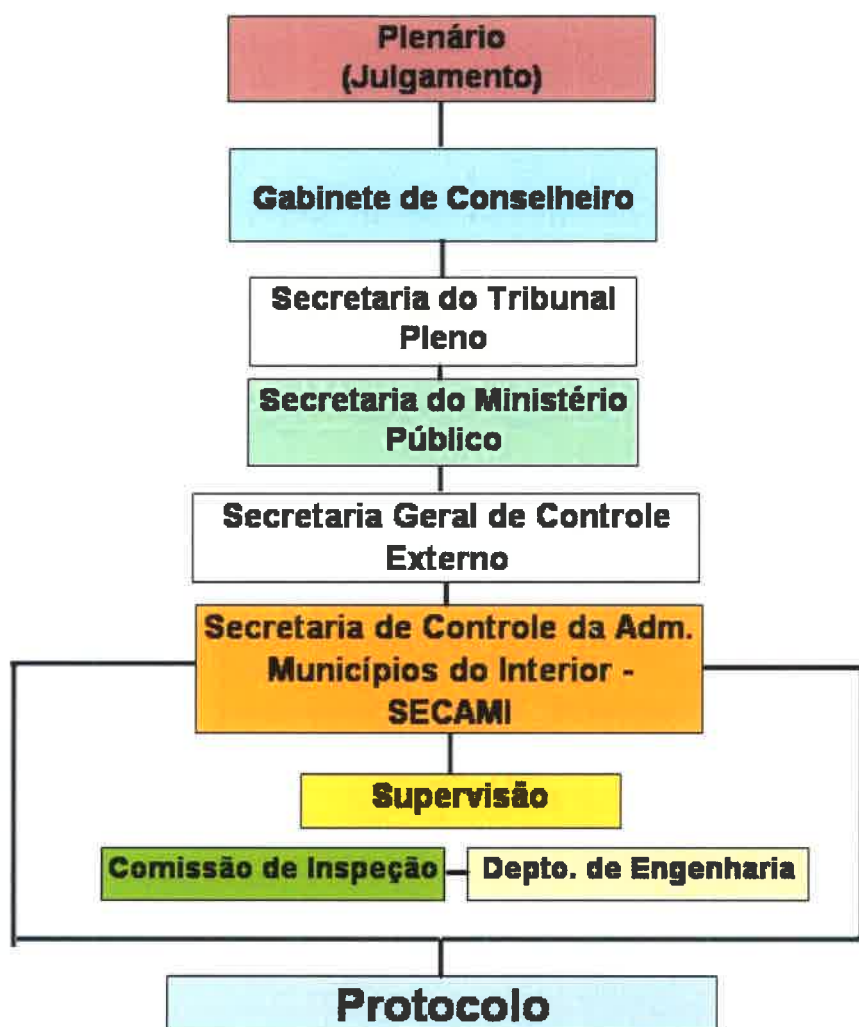 Plenário
(Julgamento)
Gabinete de Conselheiro
Secretaria do Tribunal
Pleno
Secretaria do Ministério
Público
Secretaria Geral de Controle
Externo
Secretaria de Controle da Adm.
Municípios do Interior -
SECAMI
Supervisão
Comissão de Inspeção
Depto. de Engenharia
Protocolo